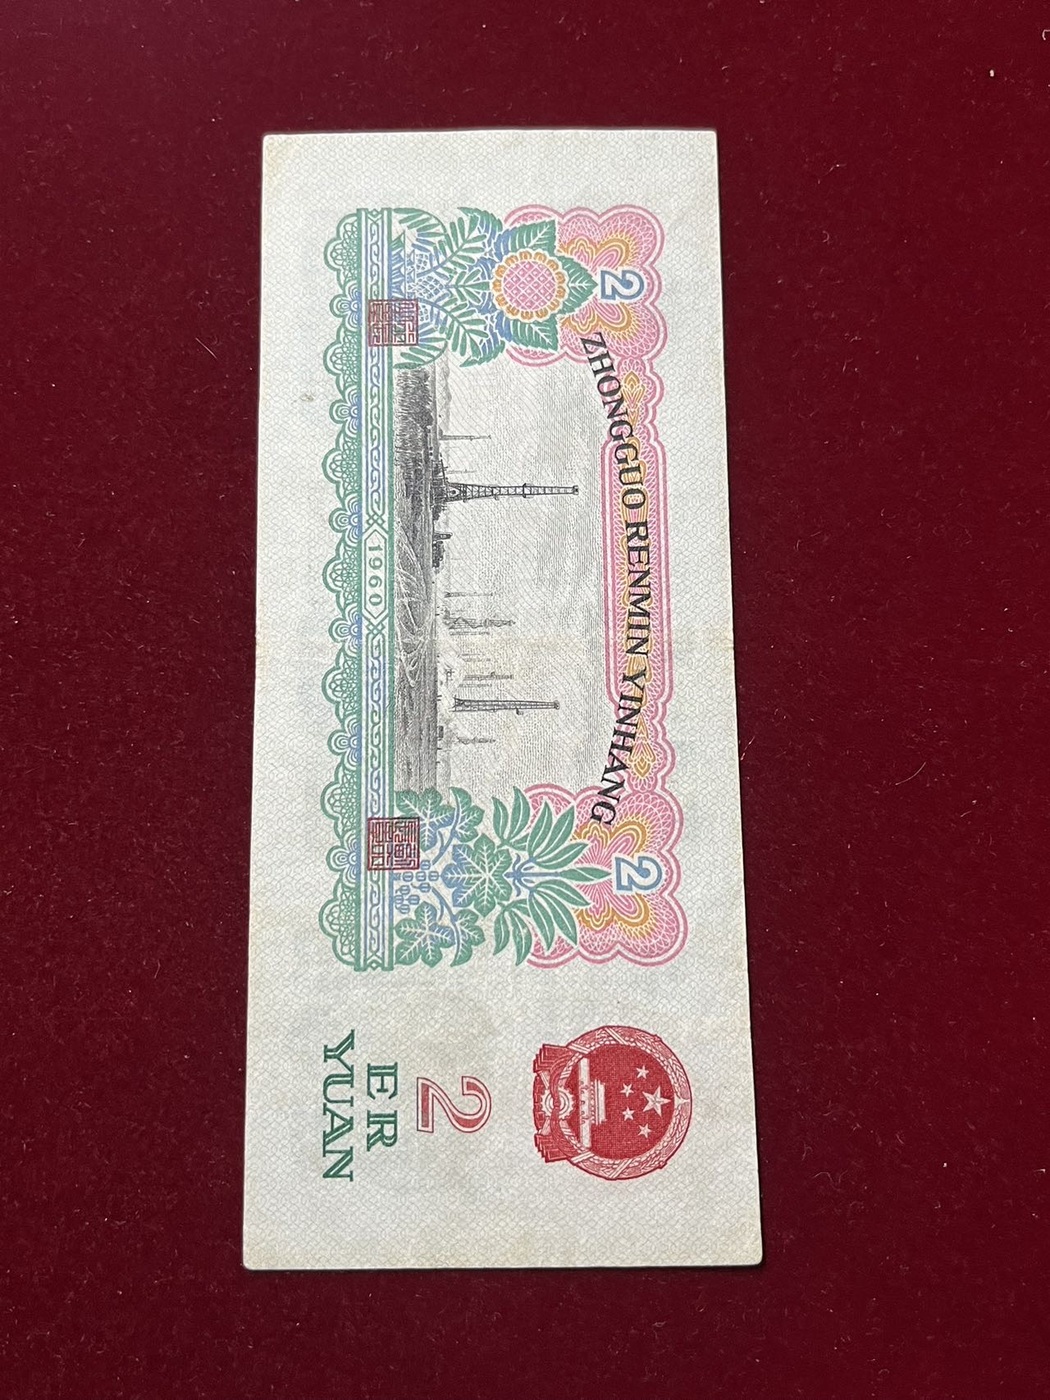 ZHONGGUO RENMIN YINHANG
2
2
1960
2
ER
YUAN